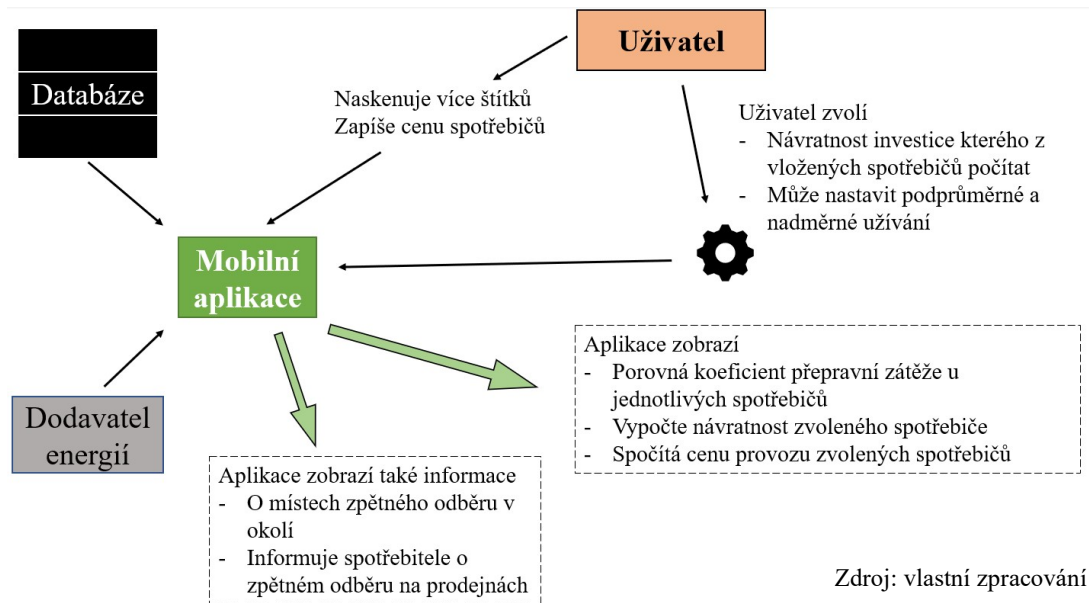 Uživatel
Databáze
Naskenuje více štítků
Zapíše cenu spotřebičů
Uživatel zvolí
- Návratnost investice kterého z
vložených spotřebičů počítat
- Může nastavit podprůměrné a
nadměrné užívání
Mobilní
aplikace
Dodavatel
energií
Aplikace zobrazí
- Porovná koeficient přepravní zátěže u
jednotlivých spotřebičů
- Vypočte návratnost zvoleného spotřebiče
- Spočítá cenu provozu zvolených spotřebičů
Aplikace zobrazí také informace
- O místech zpětného odběru v
okolí
- Informuje spotřebitele o
zpětném odběru na prodejnách
Zdroj: vlastní zpracování